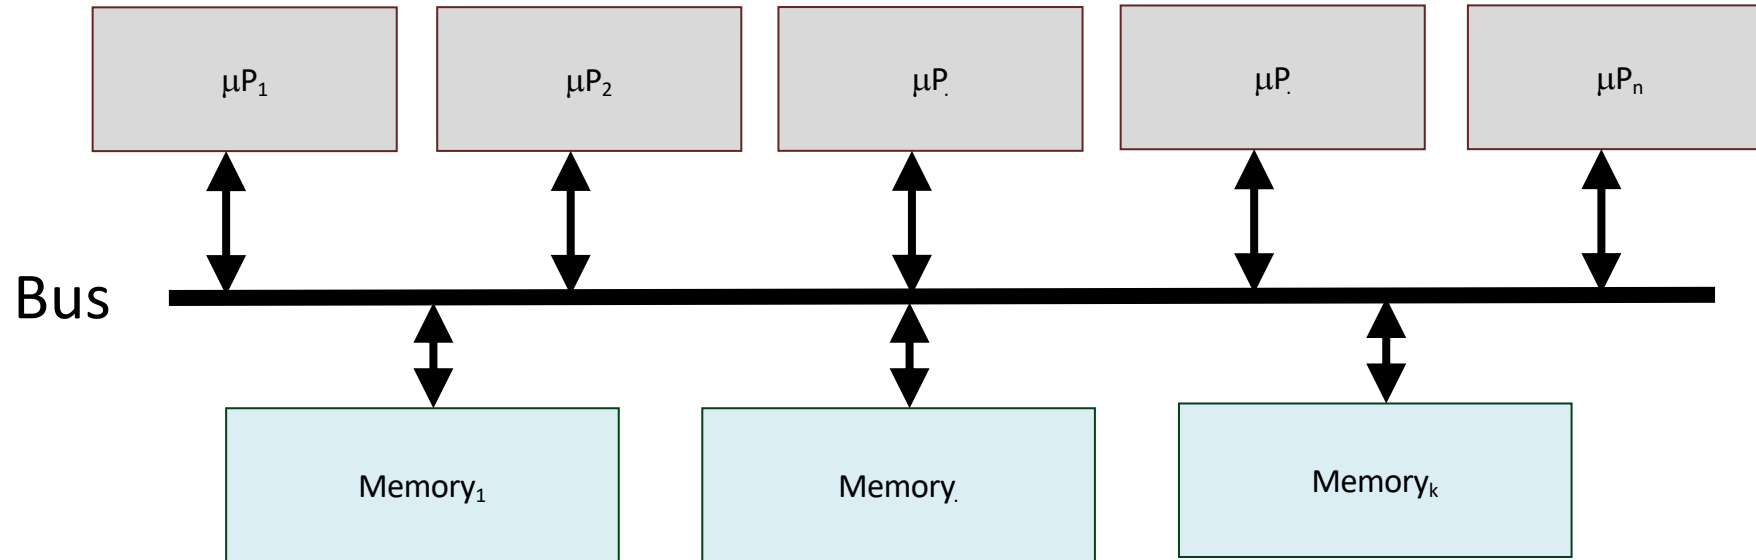 μP₁
μP₂
μP.
μP.
μPₙ
Bus
Memory₁
Memory.
Memoryₖ